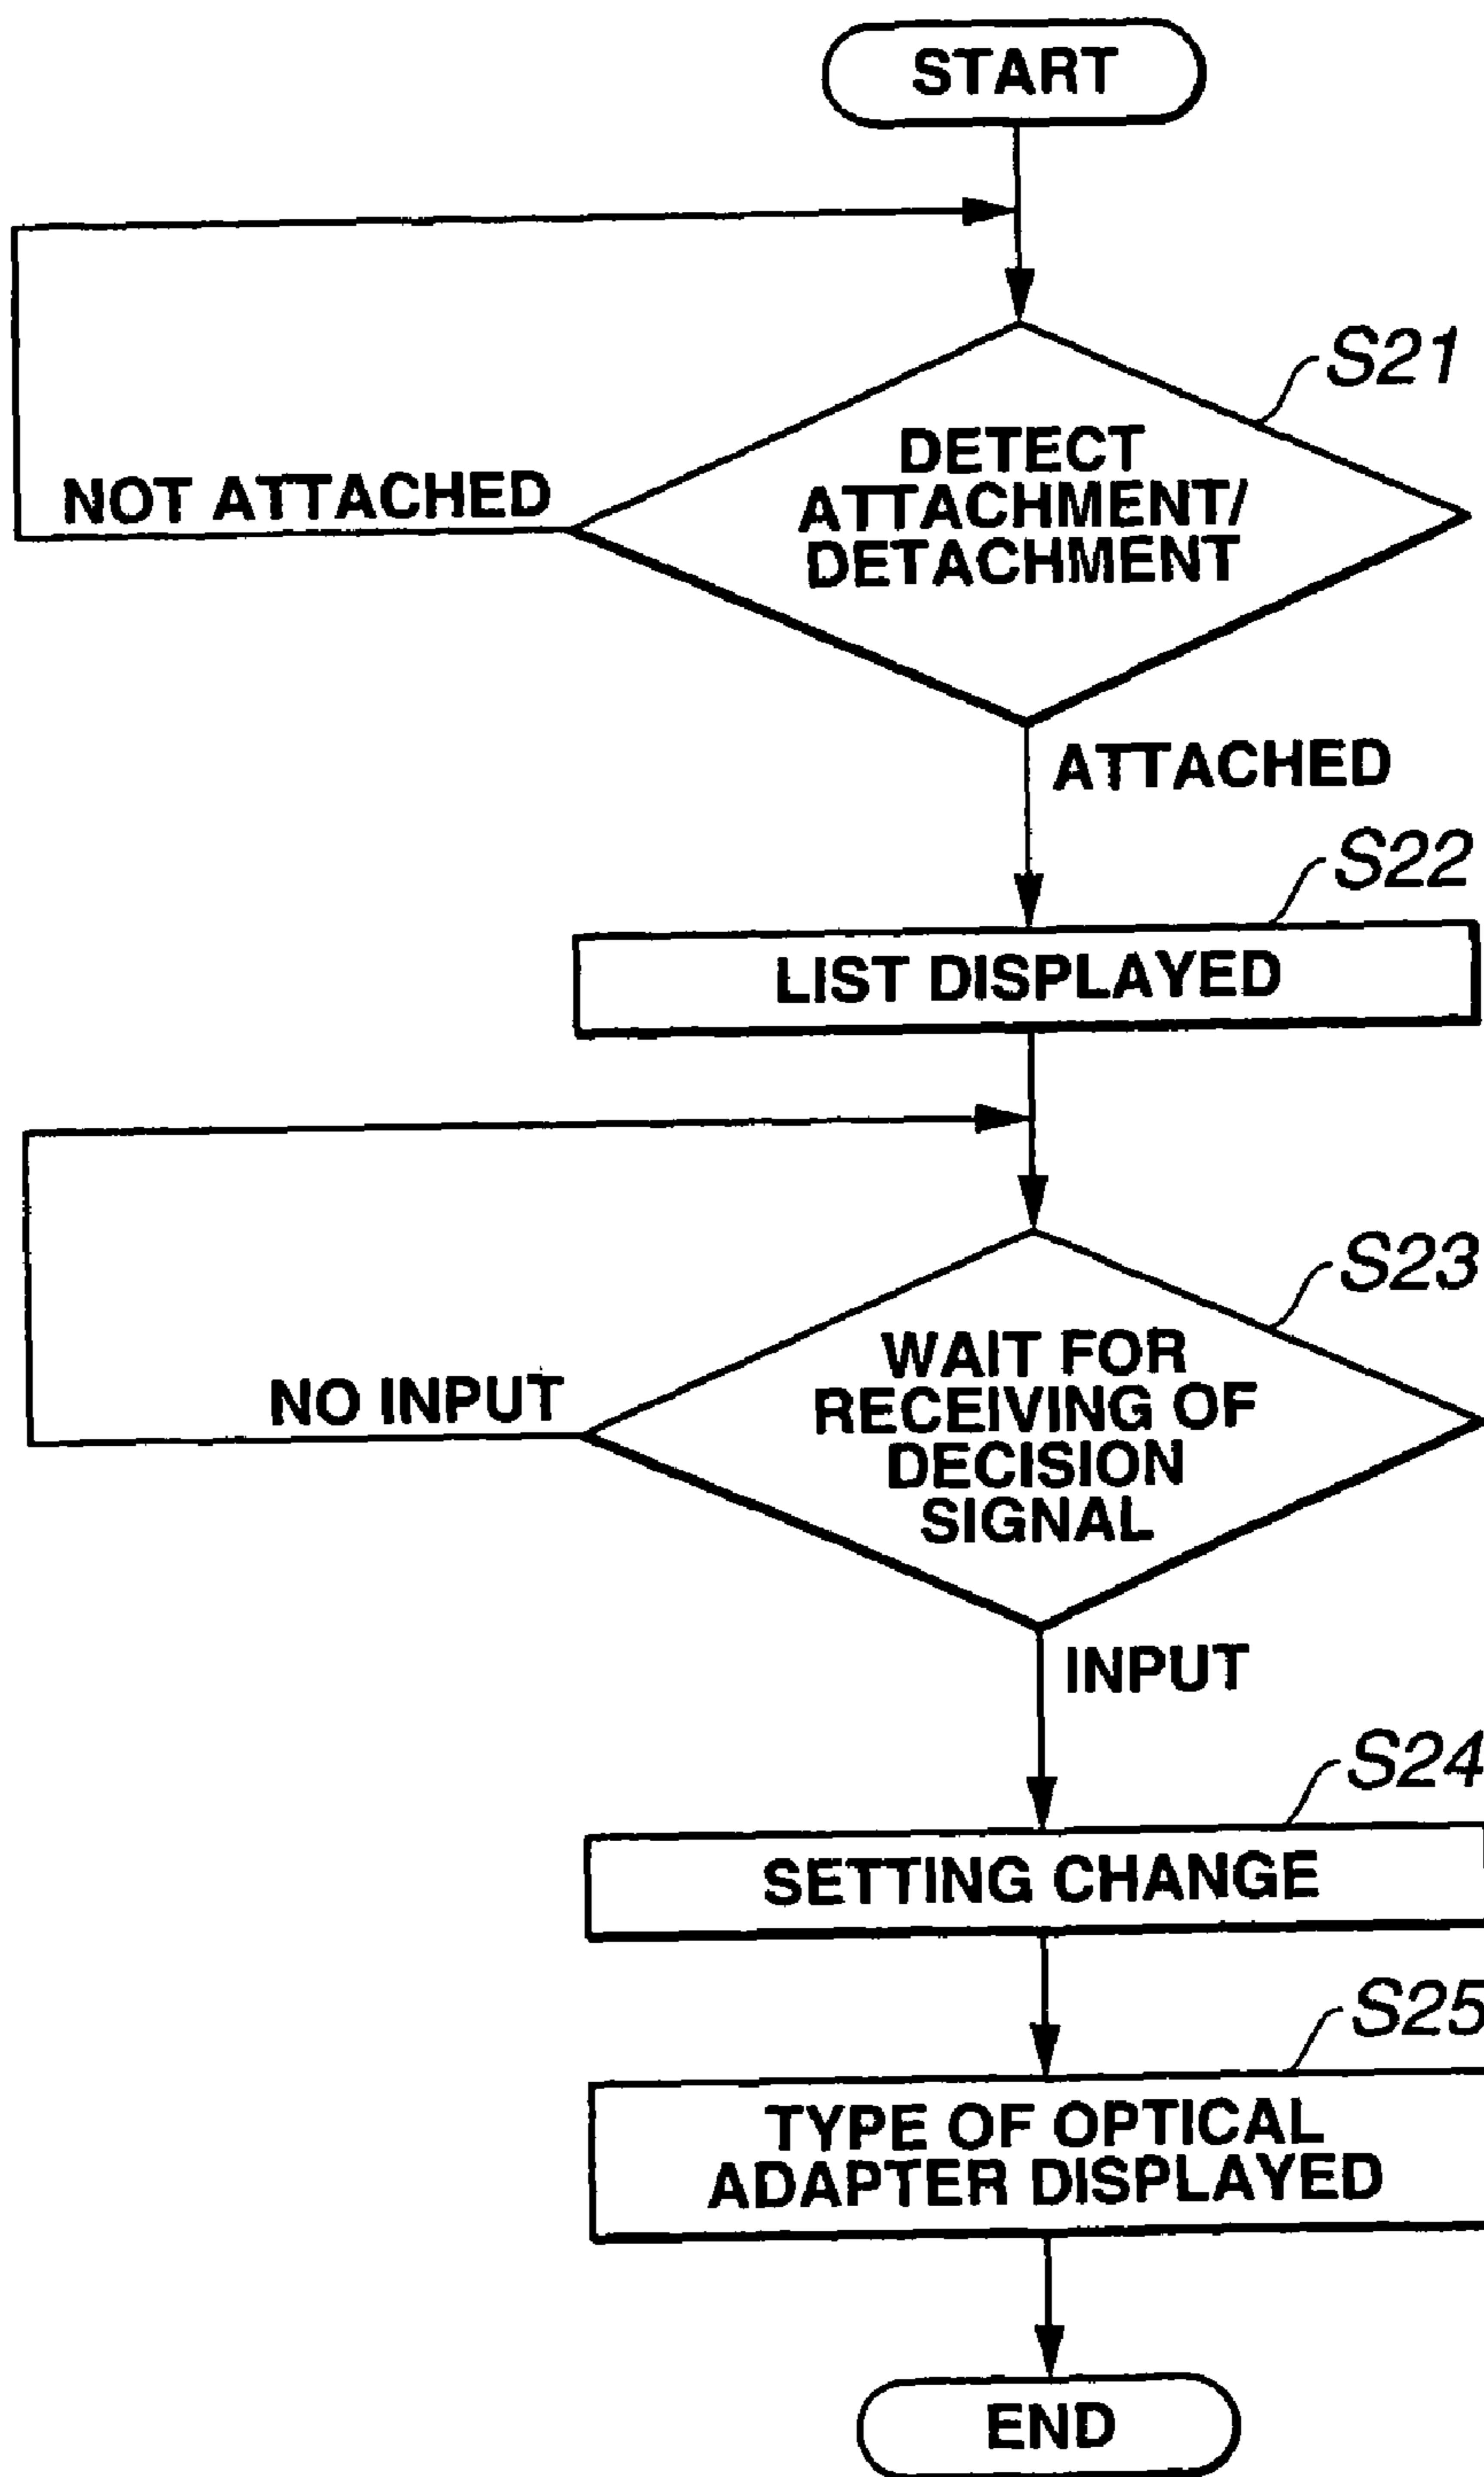 START
S21
DETECT
ATTACHMENT/
DETACHMENT
NOT ATTACHED
ATTACHED
S22
LIST DISPLAYED
S23
WAIT FOR
RECEIVING OF
DECISION
SIGNAL
NO INPUT
INPUT
S24
SETTING CHANGE
S25
TYPE OF OPTICAL
ADAPTER DISPLAYED
END